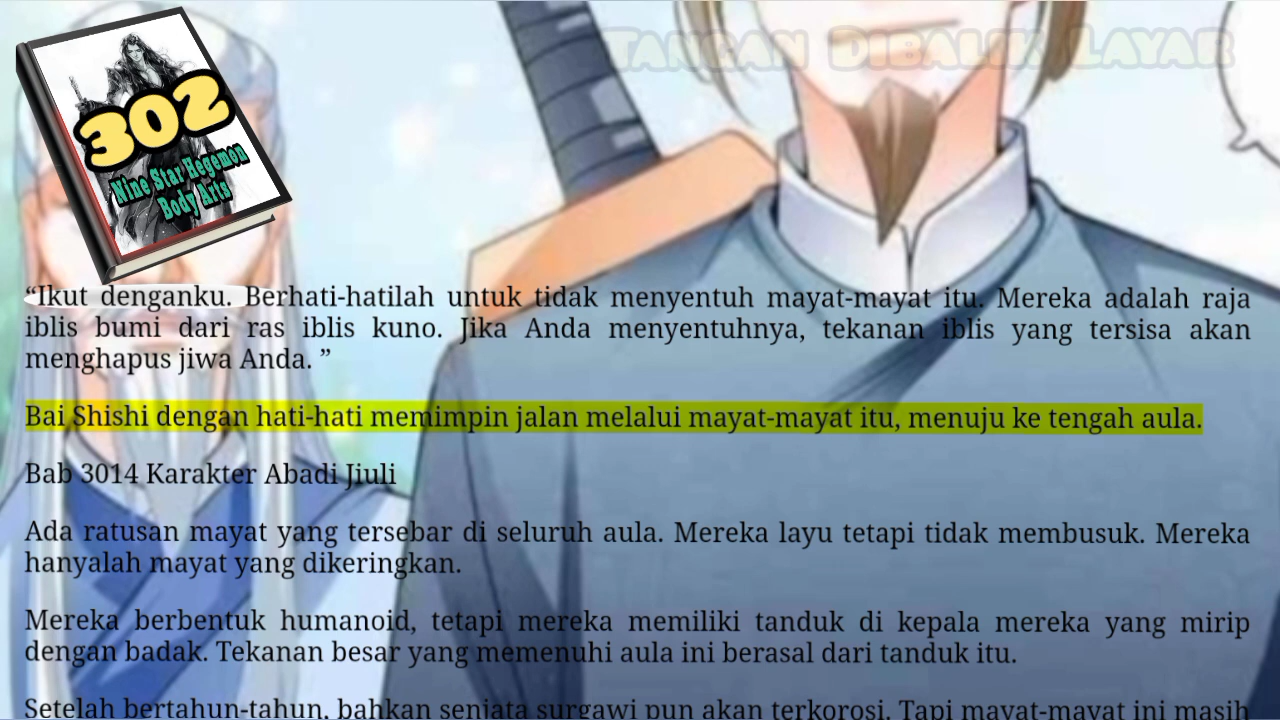 TANGAN DIBALIK LAYAR
302
Nine Star Hegemon
Body Arts
“Ikut denganku. Berhati-hatilah untuk tidak menyentuh mayat-mayat itu. Mereka adalah raja
iblis bumi dari ras iblis kuno. Jika Anda menyentuhnya, tekanan iblis yang tersisa akan
menghapus jiwa Anda. ”
Bai Shishi dengan hati-hati memimpin jalan melalui mayat-mayat itu, menuju ke tengah aula.
Bab 3014 Karakter Abadi Jiuli
Ada ratusan mayat yang tersebar di seluruh aula. Mereka layu tetapi tidak membusuk. Mereka
hanyalah mayat yang dikeringkan.
Mereka berbentuk humanoid, tetapi mereka memiliki tanduk di kepala mereka yang mirip
dengan badak. Tekanan besar yang memenuhi aula ini berasal dari tanduk itu.
Setelah bertahun-tahun, bahkan senjata surgawi pun akan terkorosi. Tapi mayat-mayat ini masih